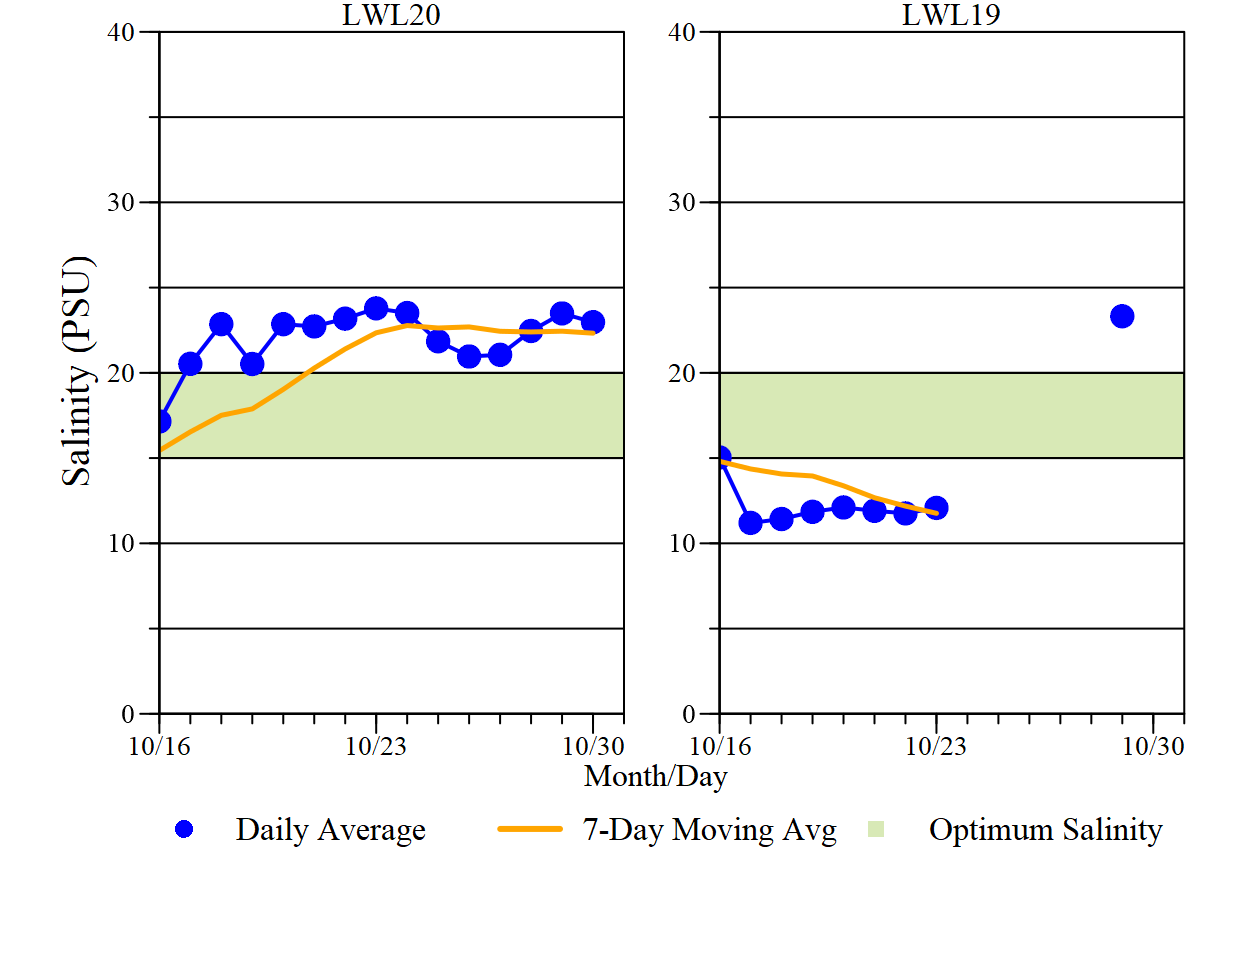 LWL20
LWL19
40
30
20
10
0
40
30
20
10
0
Salinity (PSU)
10/16
10/23
10/30
10/16
10/23
10/30
Month/Day
Daily Average
7-Day Moving Avg
Optimum Salinity